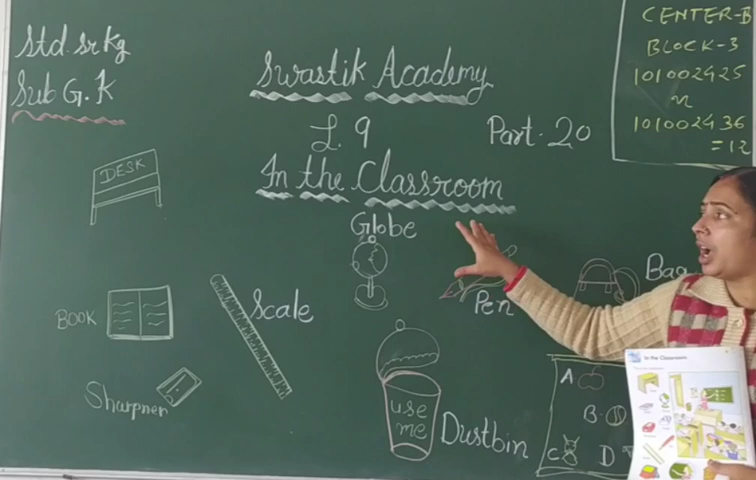 Std. Sr Kg
Sub G.K
Swastik Academy
L. 9
Part - 20
In the Classroom
CENTER-B
BLOCK-3
101002425
101002436
=12
DESK
Globe
Pen
Bag
BOOK
Scale
Sharpner
use
me
Dustbin
A
B
C
D
In the Classroom